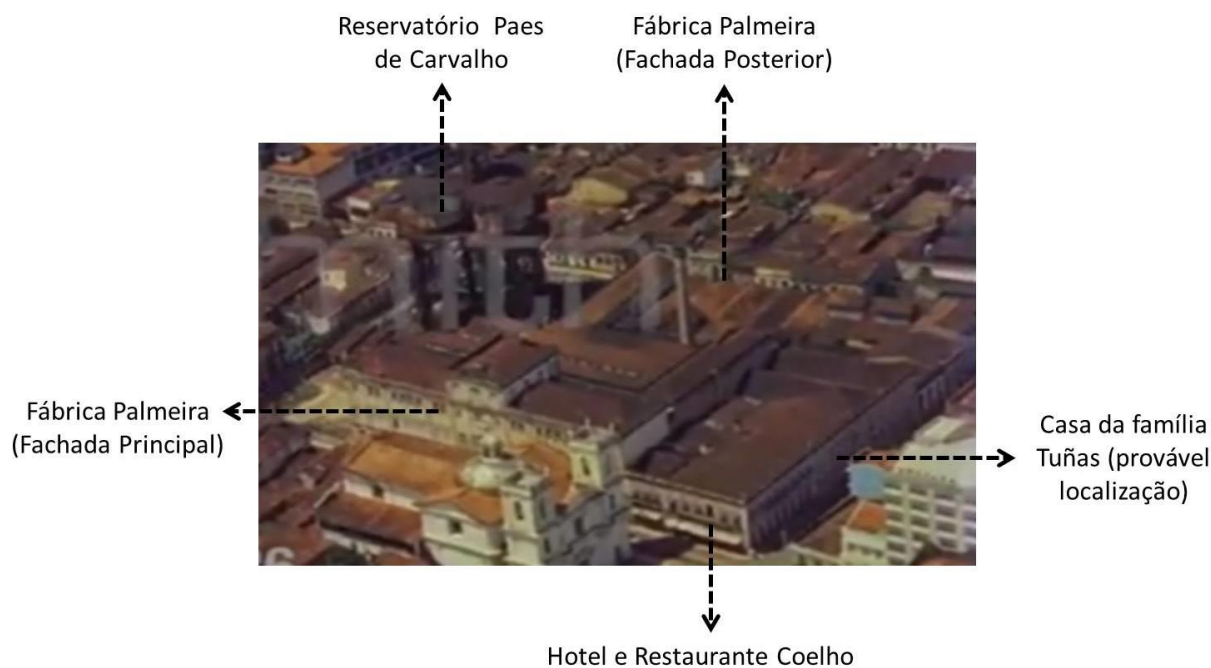 Reservatório Paes
de Carvalho
Fábrica Palmeira
(Fachada Posterior)
Fábrica Palmeira
(Fachada Principal)
Casa da família
Tuñas (provável
localização)
Hotel e Restaurante Coelho